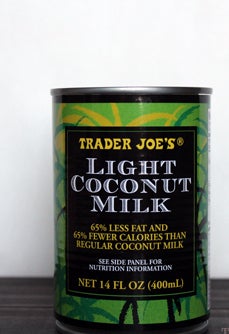 TRADER JOE'S®
LIGHT
COCONUT
MILK
65% LESS FAT AND
65% FEWER CALORIES THAN
REGULAR COCONUT MILK
SEE SIDE PANEL FOR
NUTRITION INFORMATION
NET 14 FL OZ (400mL)